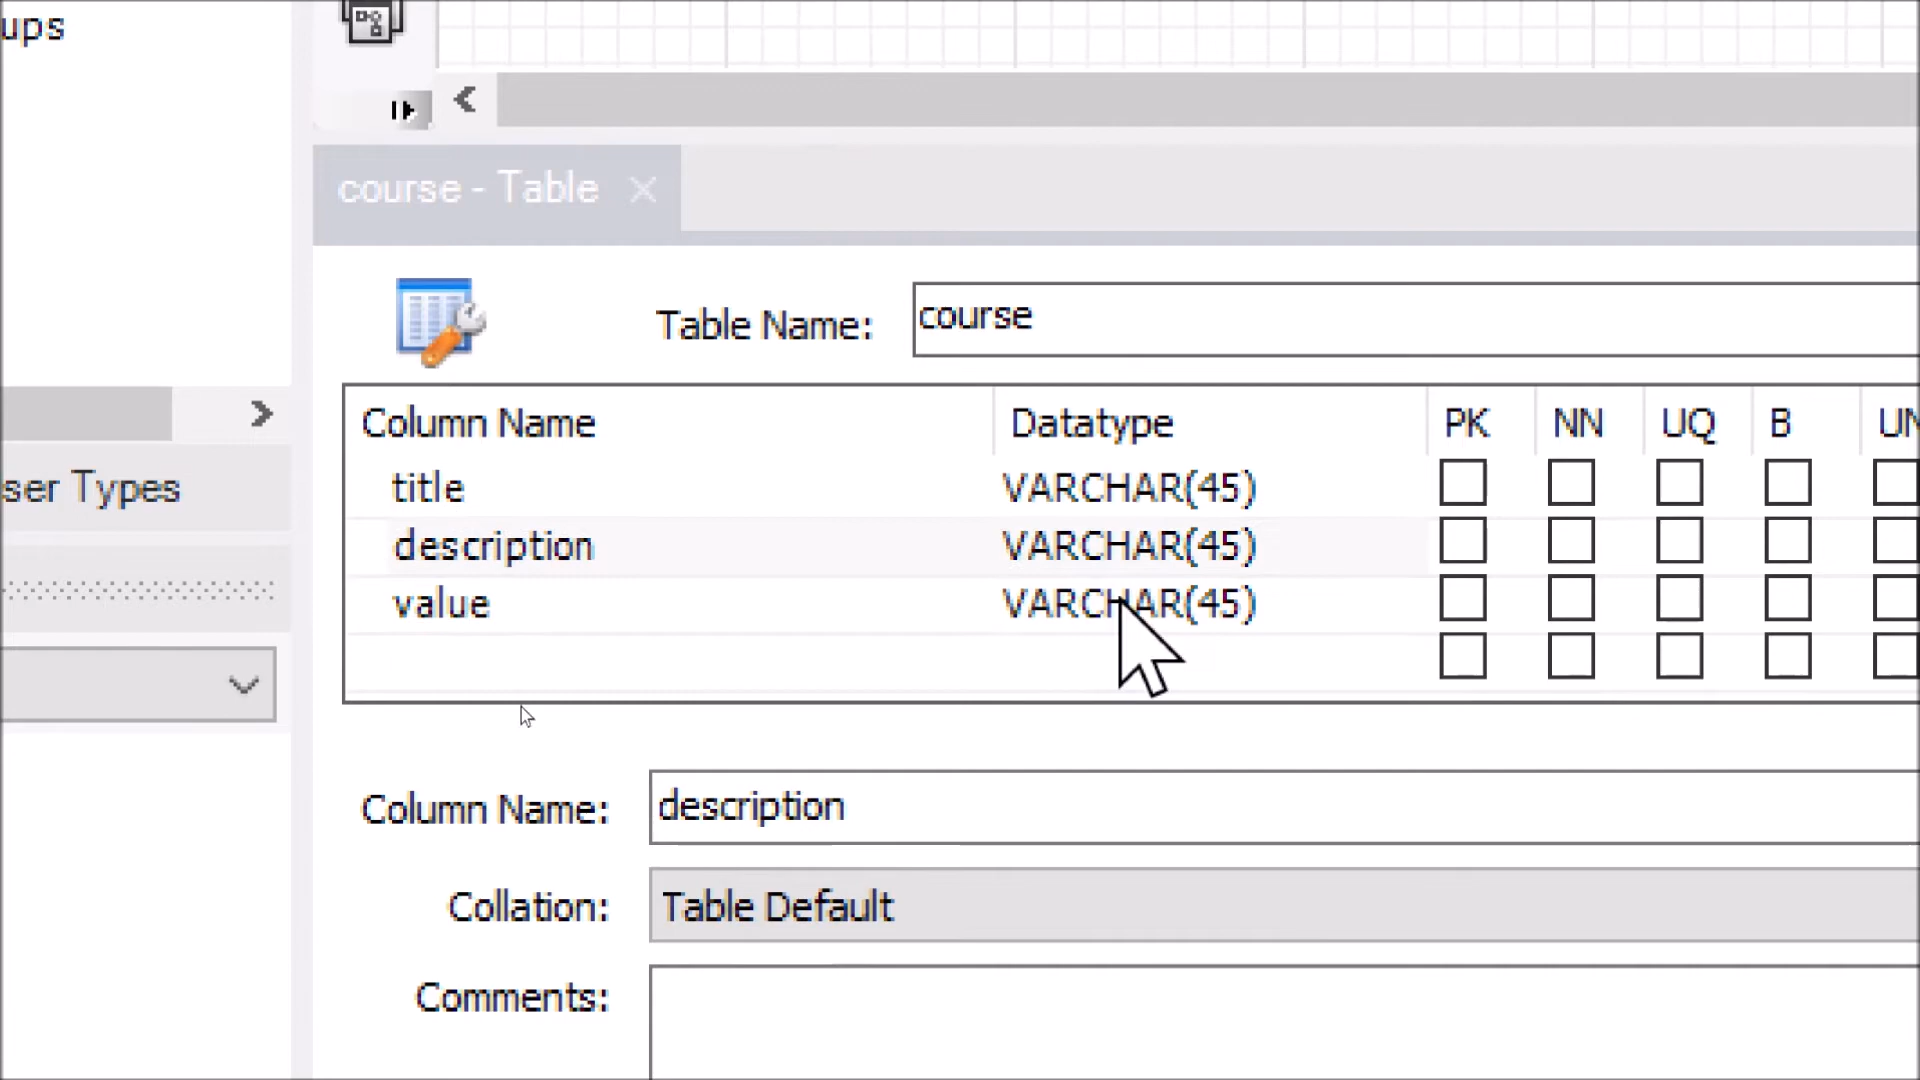 ups
course - Table
Table Name: course
Column Name Datatype PK NN UQ B UN
title VARCHAR(45)
description VARCHAR(45)
value VARCHAR(45)
ser Types
Column Name: description
Collation: Table Default
Comments: